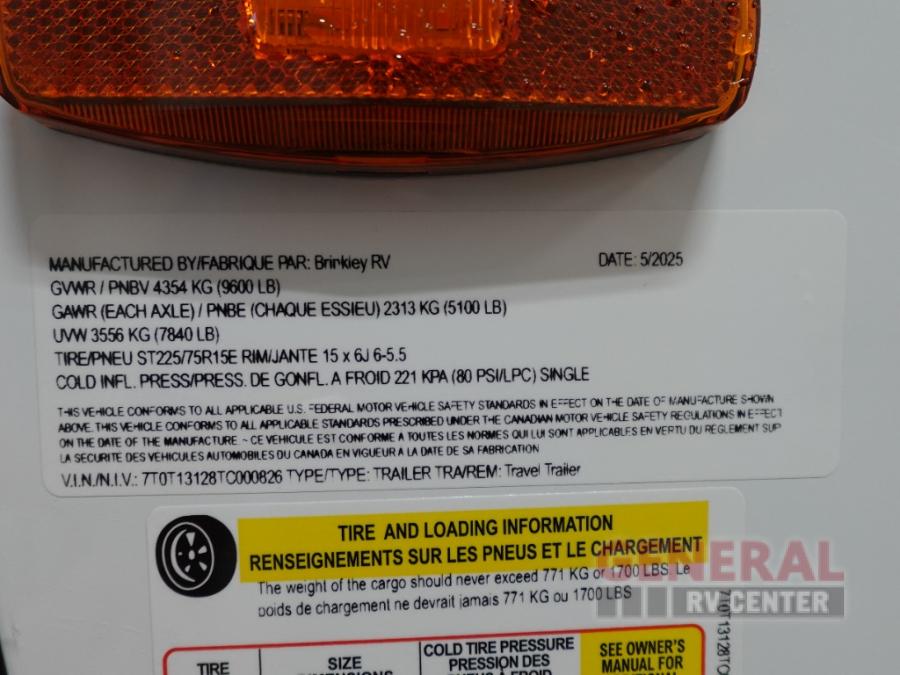 MANUFACTURED BY/FABRIQUE PAR: Brinkley RV DATE: 5/2025
GVWR / PNBV 4354 KG (9600 LB)
GAWR (EACH AXLE) / PNBE (CHAQUE ESSIEU) 2313 KG (5100 LB)
UVW 3556 KG (7840 LB)
TIRE/PNEU ST225/75R15E RIM/JANTE 15 x 6J 6-5.5
COLD INFL. PRESS/PRESS. DE GONFL. A FROID 221 KPA (80 PSI/LPC) SINGLE
THIS VEHICLE CONFORMS TO ALL APPLICABLE U.S. FEDERAL MOTOR VEHICLE SAFETY STANDARDS IN EFFECT ON THE DATE OF MANUFACTURE SHOWN
ABOVE. THIS VEHICLE CONFORMS TO ALL APPLICABLE STANDARDS PRESCRIBED UNDER THE CANADIAN MOTOR VEHICLE SAFETY REGULATIONS IN EFFECT
ON THE DATE OF THE MANUFACTURE. ~ CE VEHICULE EST CONFORME A TOUTES LES NORMES QUI LUI SONT APPLICABLES EN VERTU DU REGLEMENT SUR
LA SECURITE DES VEHICULES AUTOMOBILES DU CANADA EN VIGUEUR A LA DATE DE SA FABRICATION
V.I.N./N.I.V.: 7T0T13128TC000826 TYPE/TYPE: TRAILER TRA/REM: Travel Trailer
TIRE AND LOADING INFORMATION
RENSEIGNEMENTS SUR LES PNEUS ET LE CHARGEMENT
The weight of the cargo should never exceed 771 KG or 1700 LBS. Le
poids de chargement ne devrait jamais 771 KG ou 1700 LBS
GENERAL
RV CENTER
7T0T13128TC
TIRE
SIZE
COLD TIRE PRESSURE
PRESSION DES
SEE OWNER'S
MANUAL FOR